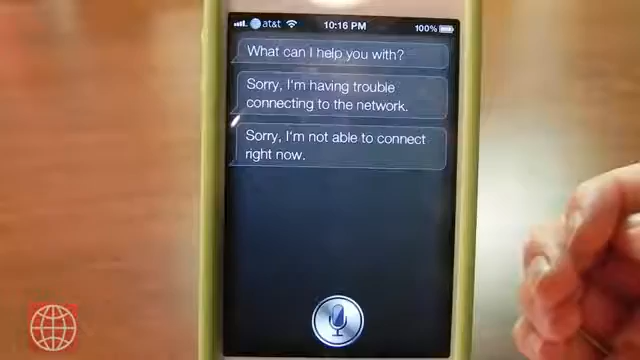 at&t 10:16 PM 100%
What can I help you with?
Sorry, I'm having trouble
connecting to the network.
Sorry, I'm not able to connect
right now.